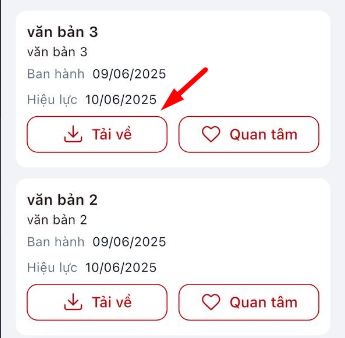 văn bản 3
văn bản 3
Ban hành 09/06/2025
Hiệu lực 10/06/2025
Tải về Quan tâm
văn bản 2
văn bản 2
Ban hành 09/06/2025
Hiệu lực 10/06/2025
Tải về Quan tâm